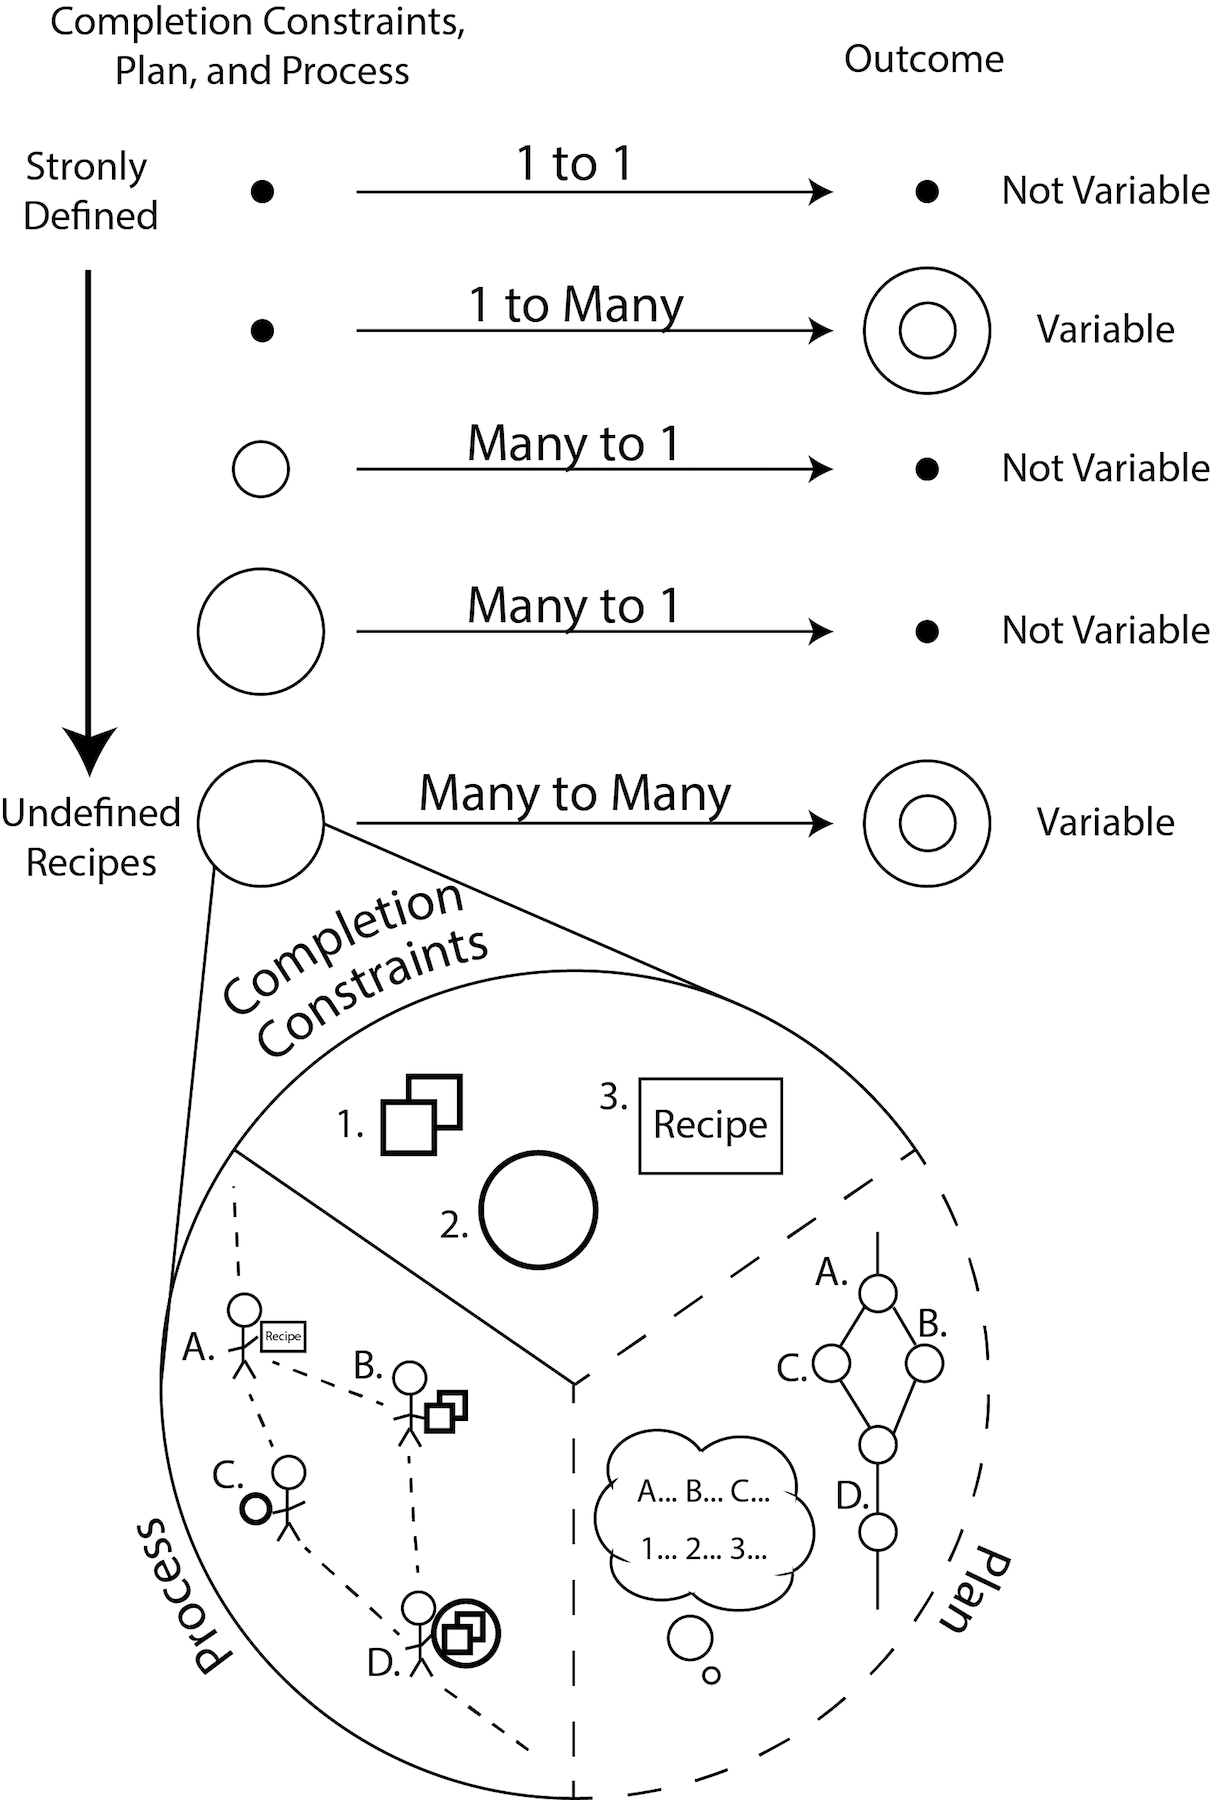 Completion Constraints,
Plan, and Process
Outcome
Stronly
Defined
1 to 1
Not Variable
1 to Many
Variable
Many to 1
Not Variable
Many to 1
Not Variable
Undefined
Recipes
Many to Many
Variable
Completion
Constraints
1.
2.
3.
Recipe
A.
Recipe
B.
C.
D.
Process
A.
B.
C.
D.
A... B... C...
1... 2... 3...
Plan